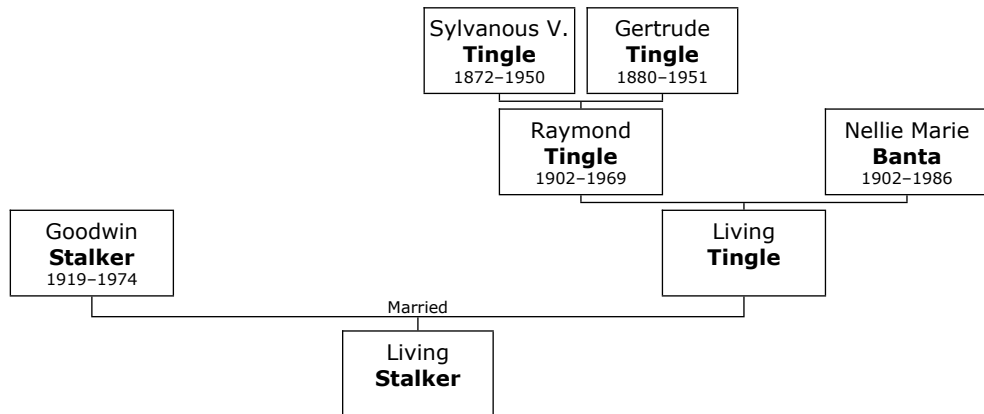 Sylvanous V.
Tingle
1872–1950
Gertrude
Tingle
1880–1951
Raymond
Tingle
1902–1969
Nellie Marie
Banta
1902–1986
Goodwin
Stalker
1919–1974
Living
Tingle
Married
Living
Stalker